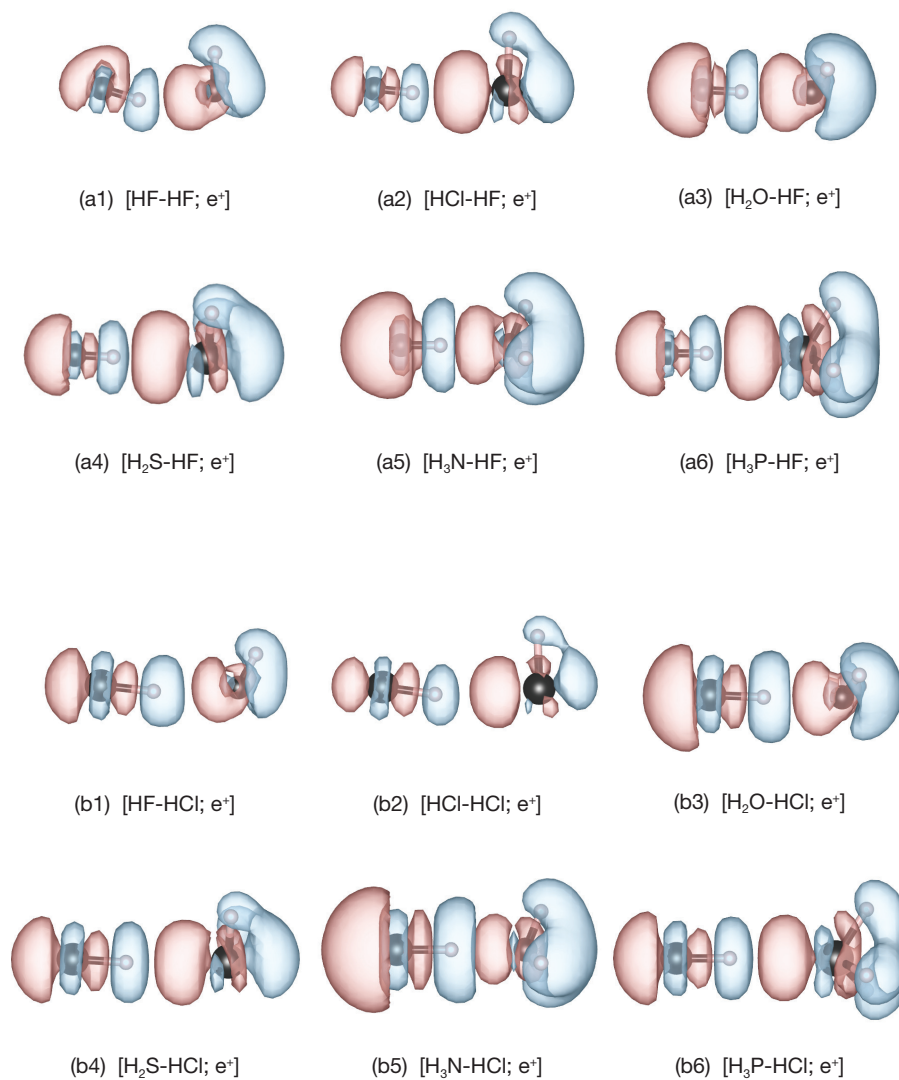 (a1) [HF-HF; e⁺]
(a2) [HCl-HF; e⁺]
(a3) [H₂O-HF; e⁺]
(a4) [H₂S-HF; e⁺]
(a5) [H₃N-HF; e⁺]
(a6) [H₃P-HF; e⁺]
(b1) [HF-HCl; e⁺]
(b2) [HCl-HCl; e⁺]
(b3) [H₂O-HCl; e⁺]
(b4) [H₂S-HCl; e⁺]
(b5) [H₃N-HCl; e⁺]
(b6) [H₃P-HCl; e⁺]